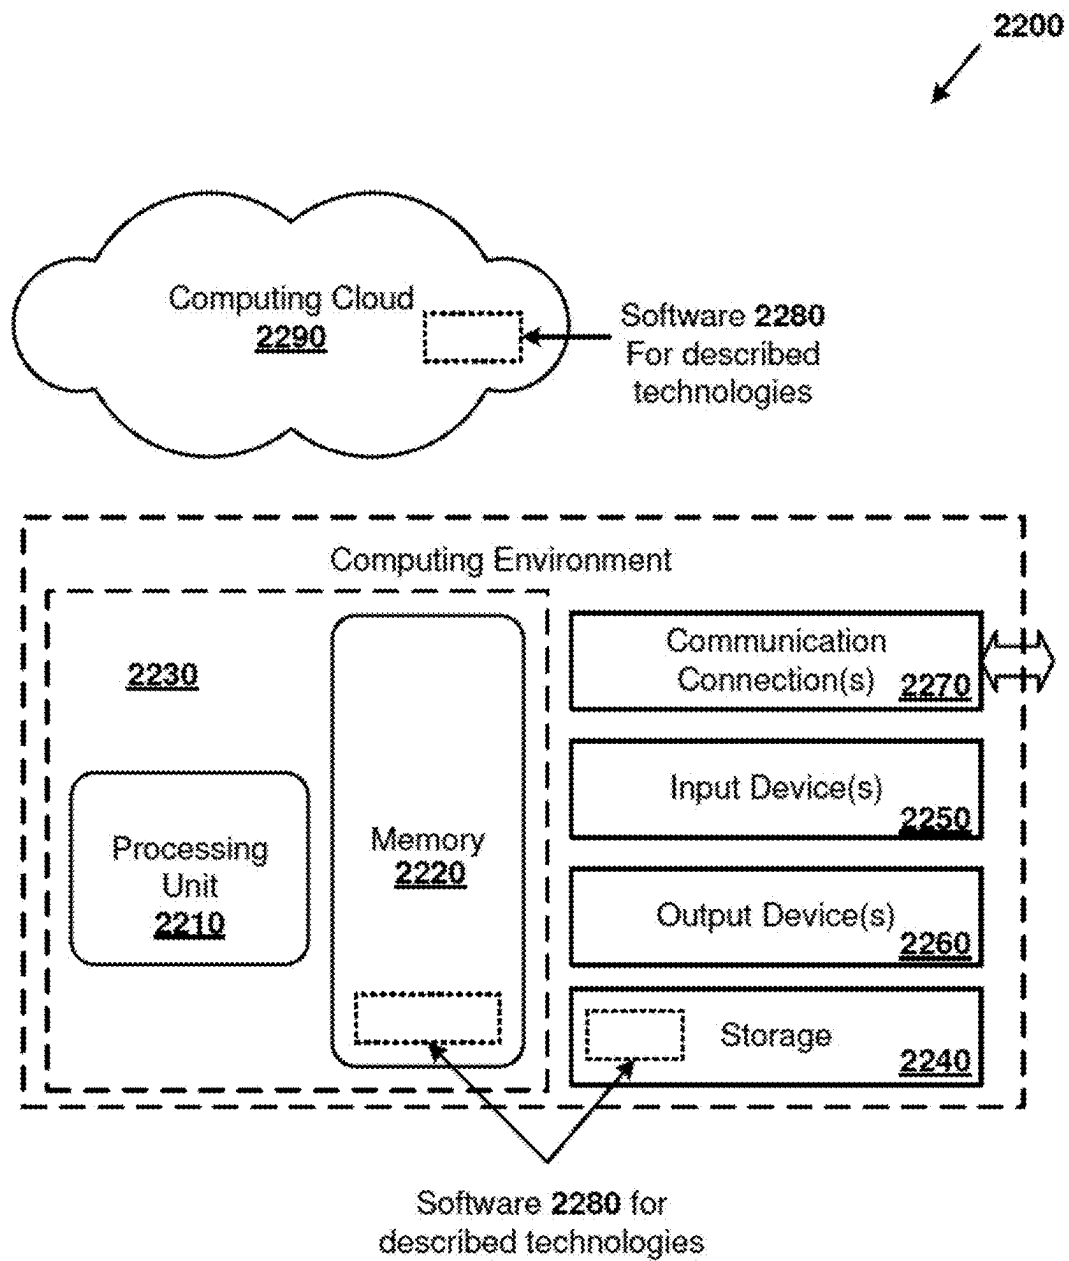 2200
Computing Cloud
2290
Software 2280
For described
technologies
Computing Environment
2230
Processing
Unit
2210
Memory
2220
Communication
Connection(s) 2270
Input Device(s)
2250
Output Device(s)
2260
Storage
2240
Software 2280 for
described technologies